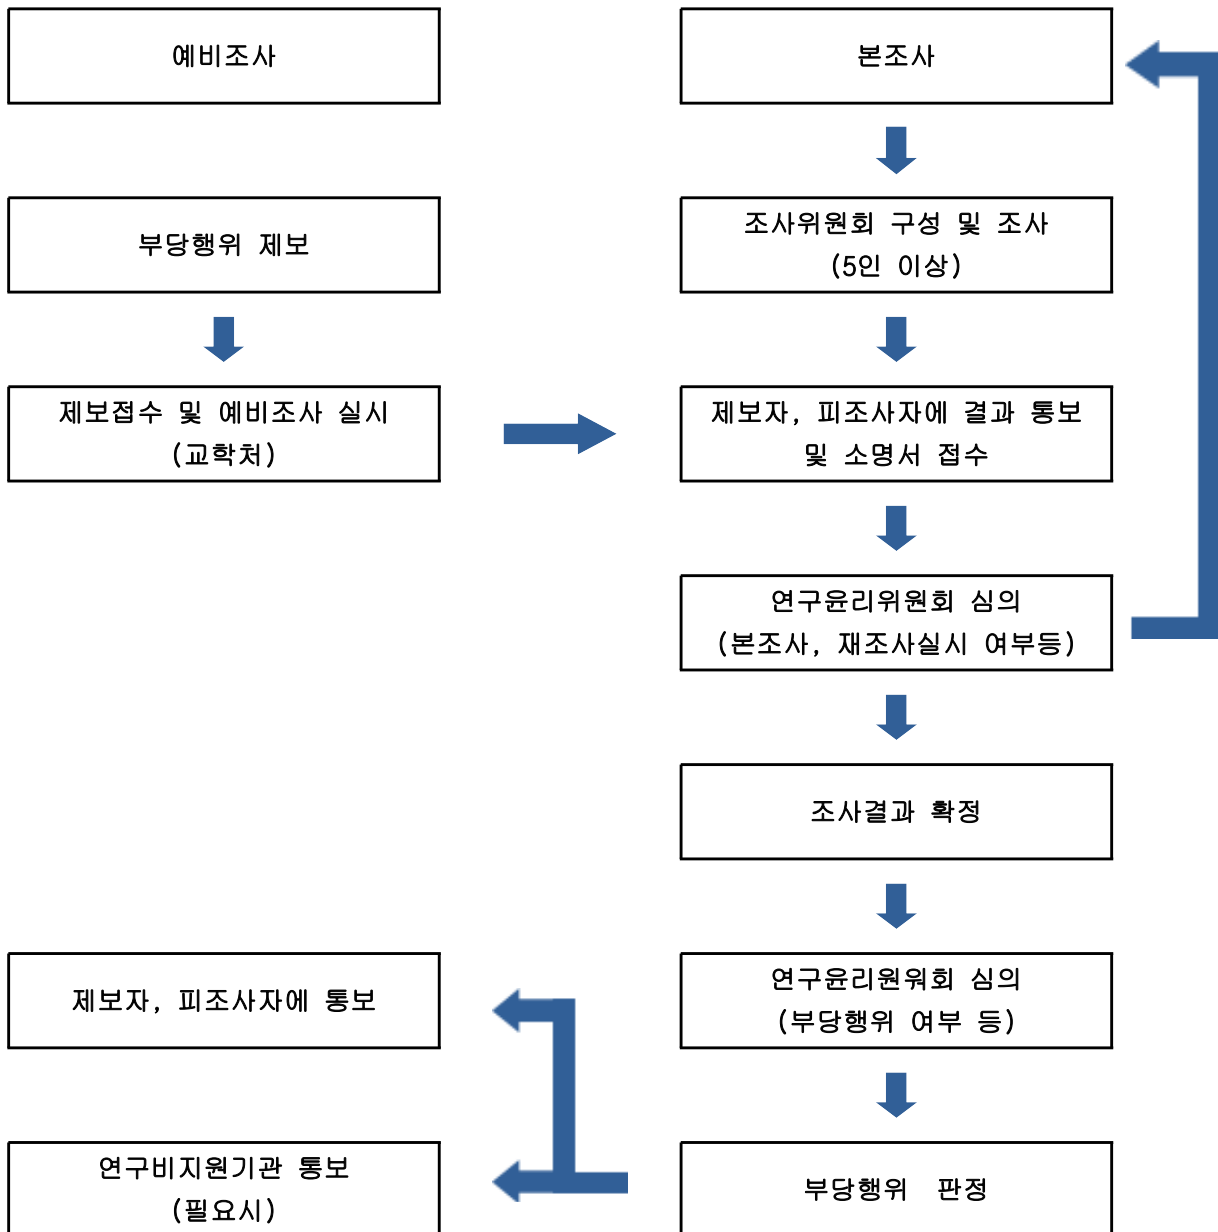 예비조사
부당행위 제보
제보접수 및 예비조사 실시
(교학처)
본조사
조사위원회 구성 및 조사
(5인 이상)
제보자, 피조사자에 결과 통보
및 소명서 접수
연구윤리위원회 심의
(본조사, 재조사실시 여부등)
조사결과 확정
연구윤리원워회 심의
(부당행위 여부 등)
부당행위 판정
제보자, 피조사자에 통보
연구비지원기관 통보
(필요시)